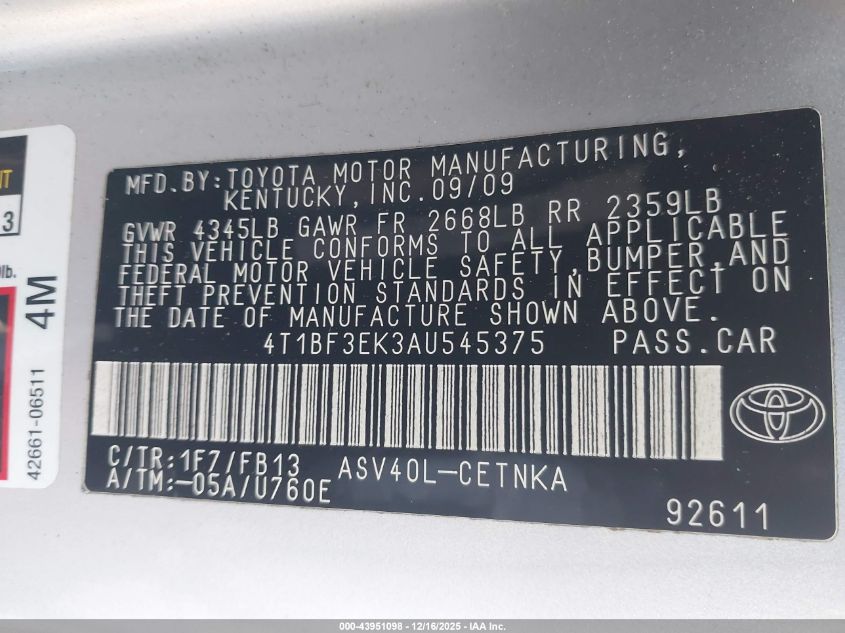 MFD.BY:TOYOTA MOTOR MANUFACTURING,
KENTUCKY,INC.09/09
GVWR 4345LB GAWR FR 2668LB RR 2359LB
THIS VEHICLE CONFORMS TO ALL APPLICABLE
FEDERAL MOTOR VEHICLE SAFETY,BUMPER,AND
THEFT PREVENTION STANDARDS IN EFFECT ON
THE DATE OF MANUFACTURE SHOWN ABOVE.
4T1BF3EK3AU545375 PASS.CAR
C/TR:1F7/FB13 ASV40L-CETNKA
A/TM:-05A/U760E
92611
3
lb.
4M
42661-06511
000-43951098 - 12/16/2025 - IAA Inc.